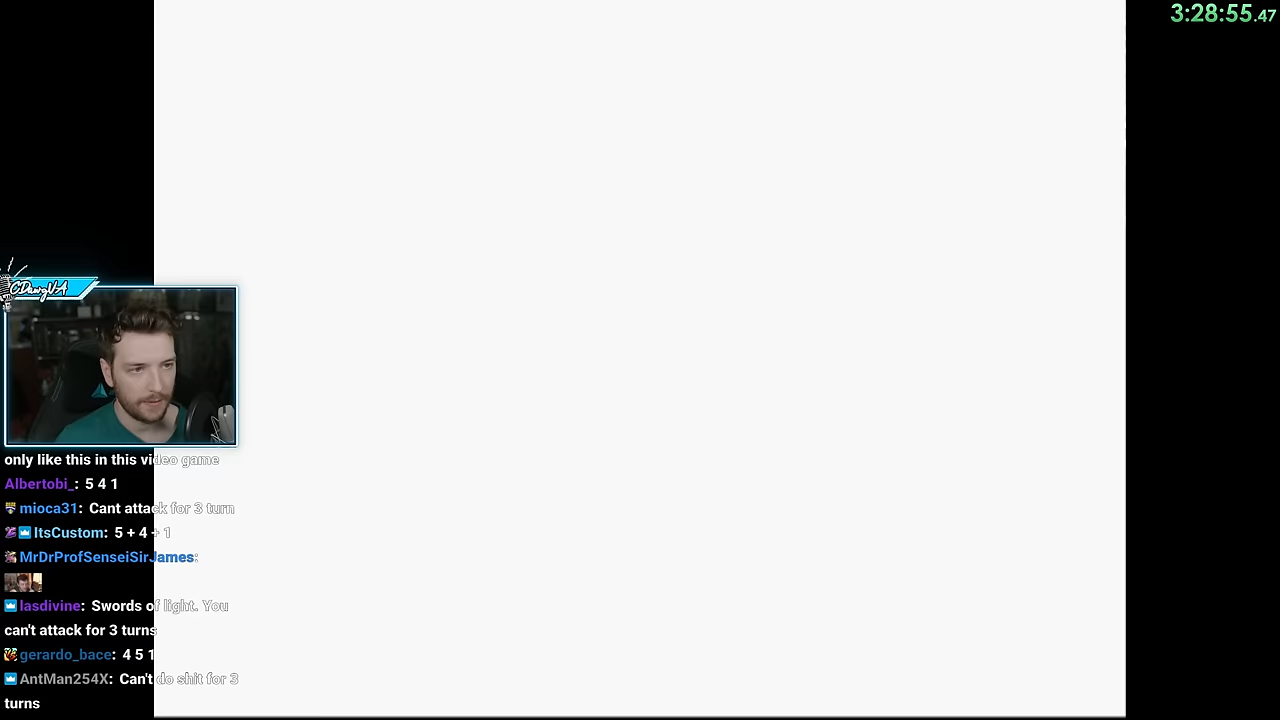 3:28:55.47
CDawgVA
only like this in this video game
Albertobi_: 5 4 1
mioca31: Cant attack for 3 turn
ItsCustom: 5 + 4 + 1
MrDrProfSenseiSirJames:
lasdivine: Swords of light. You
can't attack for 3 turns
gerardo_bace: 4 5 1
AntMan254X: Can't do shit for 3
turns